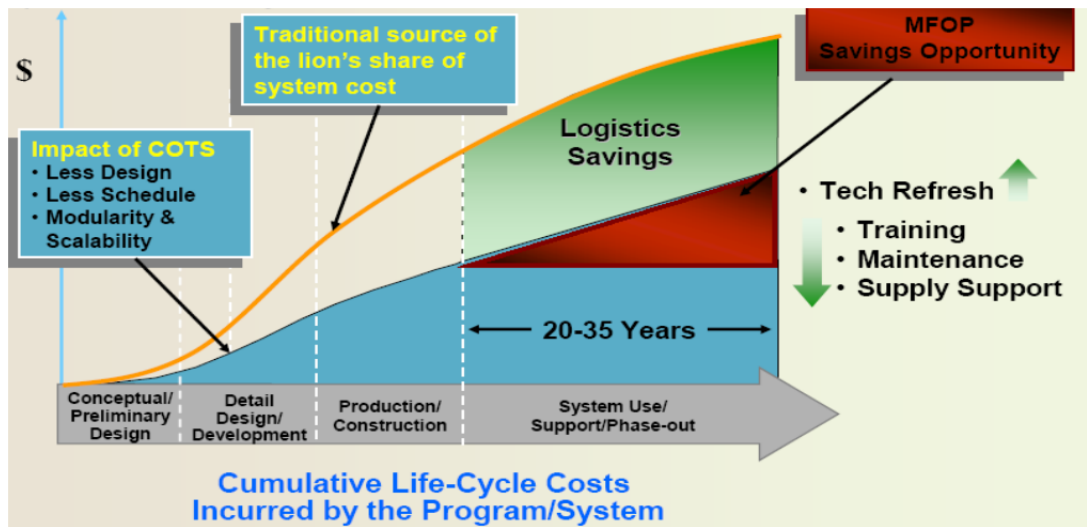 $
Traditional source of
the lion's share of
system cost
MFOP
Savings Opportunity
Impact of COTS
• Less Design
• Less Schedule
• Modularity &
Scalability
Logistics
Savings
• Tech Refresh
• Training
• Maintenance
• Supply Support
20-35 Years
Conceptual/
Preliminary
Design
Detail
Design/
Development
Production/
Construction
System Use/
Support/Phase-out
Cumulative Life-Cycle Costs
Incurred by the Program/System